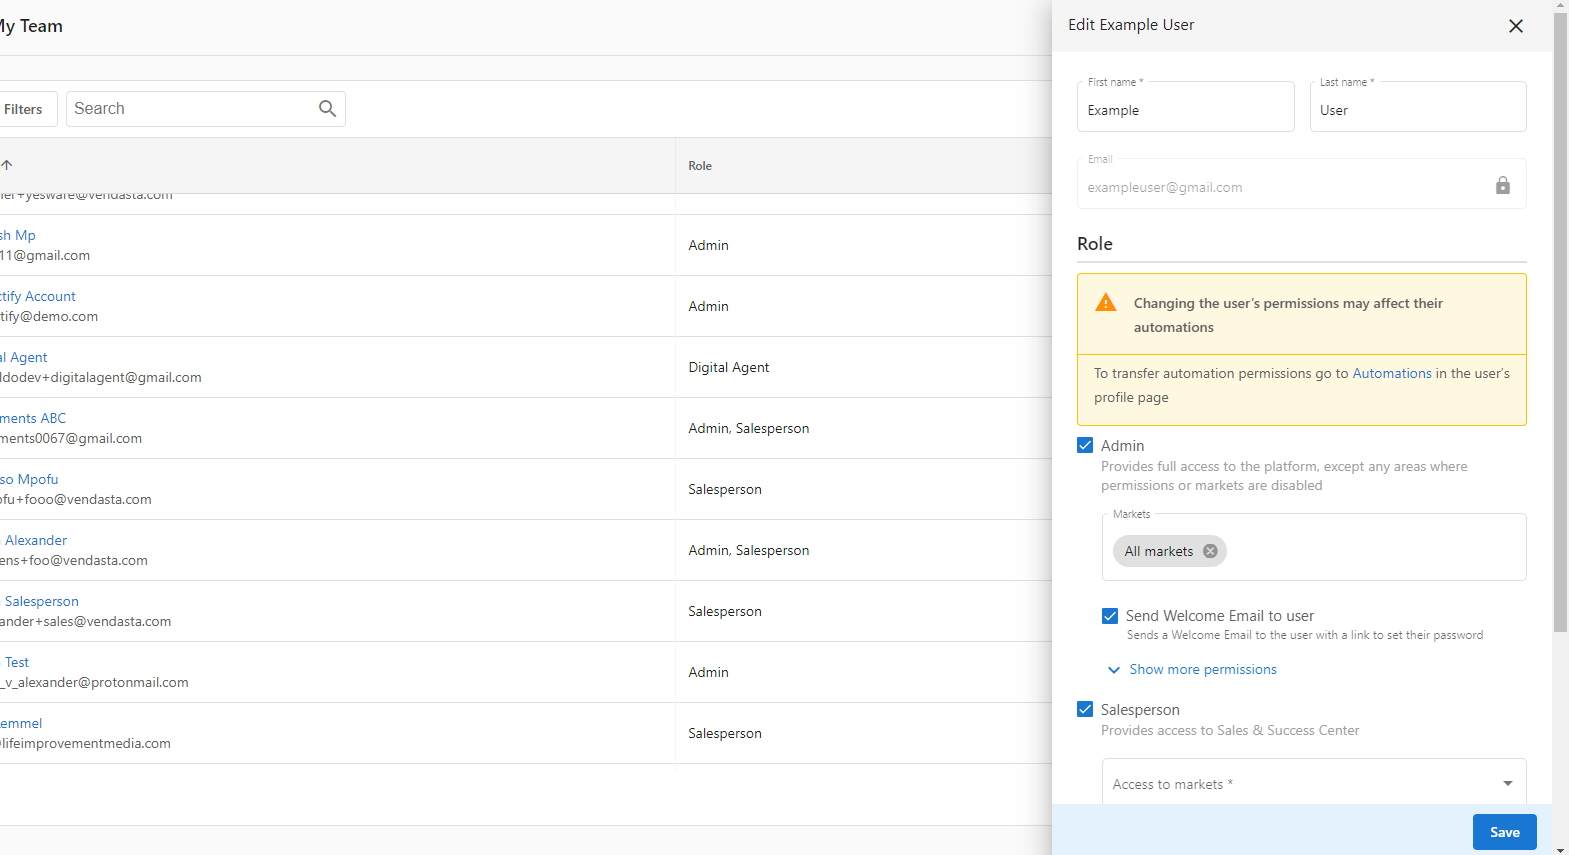 My Team
Filters
Search
Role
er+yesware@vendasta.com
sh Mp
11@gmail.com
Admin
ctify Account
tify@demo.com
Admin
al Agent
ldodev+digitalagent@gmail.com
Digital Agent
ments ABC
ments0067@gmail.com
Admin, Salesperson
so Mpofu
ofu+fooo@vendasta.com
Salesperson
Alexander
ens+foo@vendasta.com
Admin, Salesperson
Salesperson
ander+sales@vendasta.com
Salesperson
Test
_v_alexander@protonmail.com
Admin
emmel
lifeimprovementmedia.com
Salesperson
Edit Example User
First name *
Example
Last name *
User
Email
exampleuser@gmail.com
Role
Changing the user’s permissions may affect their
automations
To transfer automation permissions go to Automations in the user’s
profile page
Admin
Provides full access to the platform, except any areas where
permissions or markets are disabled
Markets
All markets
Send Welcome Email to user
Sends a Welcome Email to the user with a link to set their password
Show more permissions
Salesperson
Provides access to Sales & Success Center
Access to markets *
Save